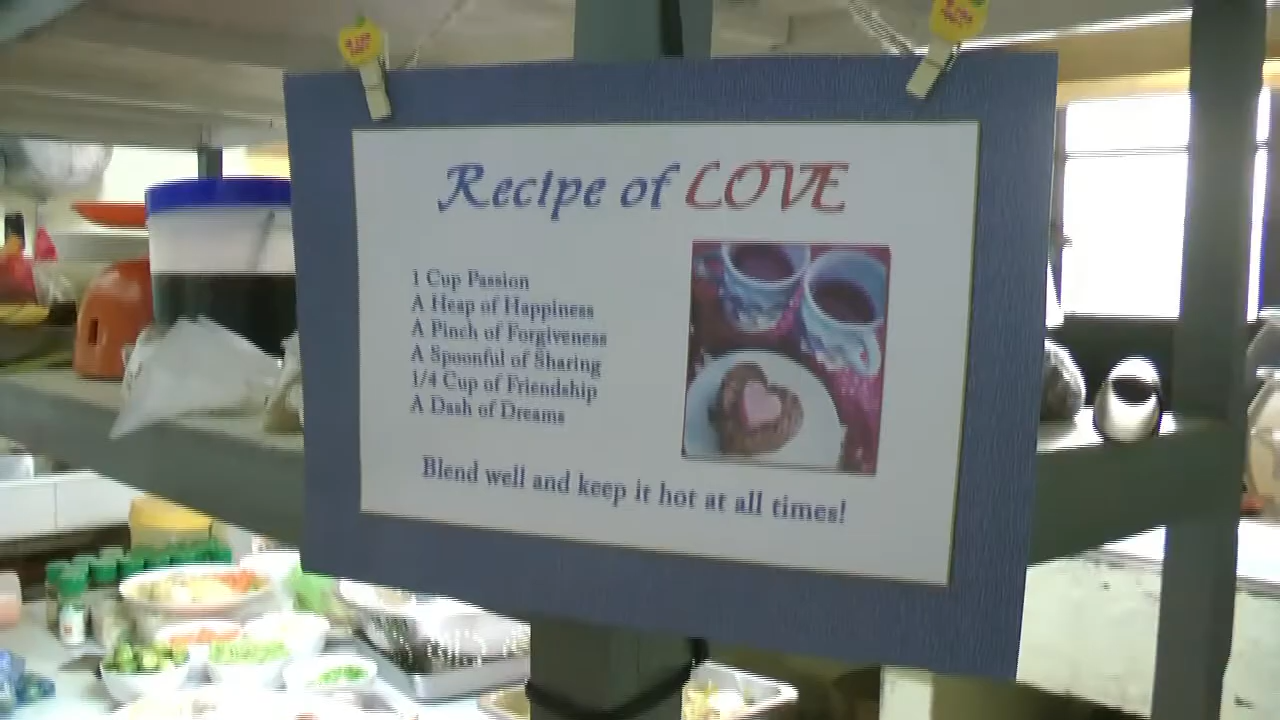 Recipe of LOVE
1 Cup Passion
A Heap of Happiness
A Pinch of Forgiveness
A Spoonful of Sharing
1/4 Cup of Friendship
A Dash of Dreams
Blend well and keep it hot at all times!